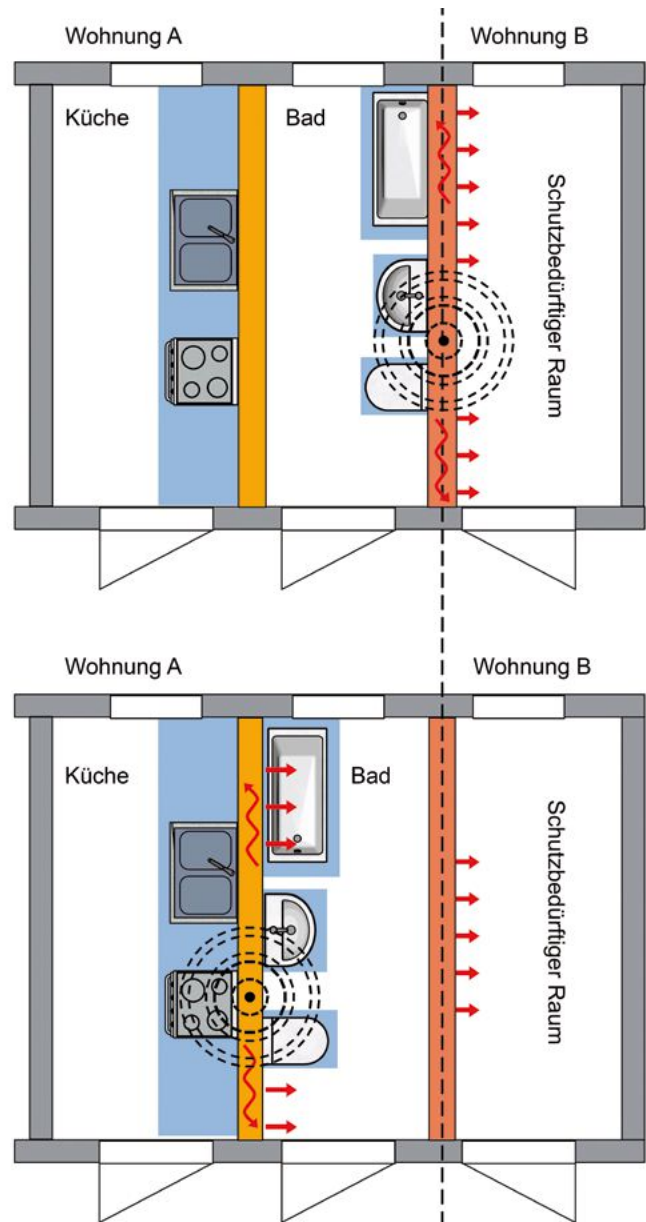 Wohnung A
Wohnung B
Küche
Bad
Schutzbedürftiger Raum
Wohnung A
Wohnung B
Küche
Bad
Schutzbedürftiger Raum